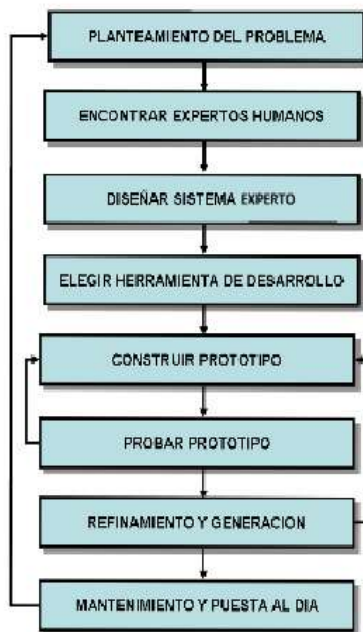 PLANTEAMIENTO DEL PROBLEMA
ENCONTRAR EXPERTOS HUMANOS
DISEÑAR SISTEMA EXPERTO
ELEGIR HERRAMIENTA DE DESARROLLO
CONSTRUIR PROTOTIPO
PROBAR PROTOTIPO
REFINAMIENTO Y GENERACION
MANTENIMIENTO Y PUESTA AL DIA